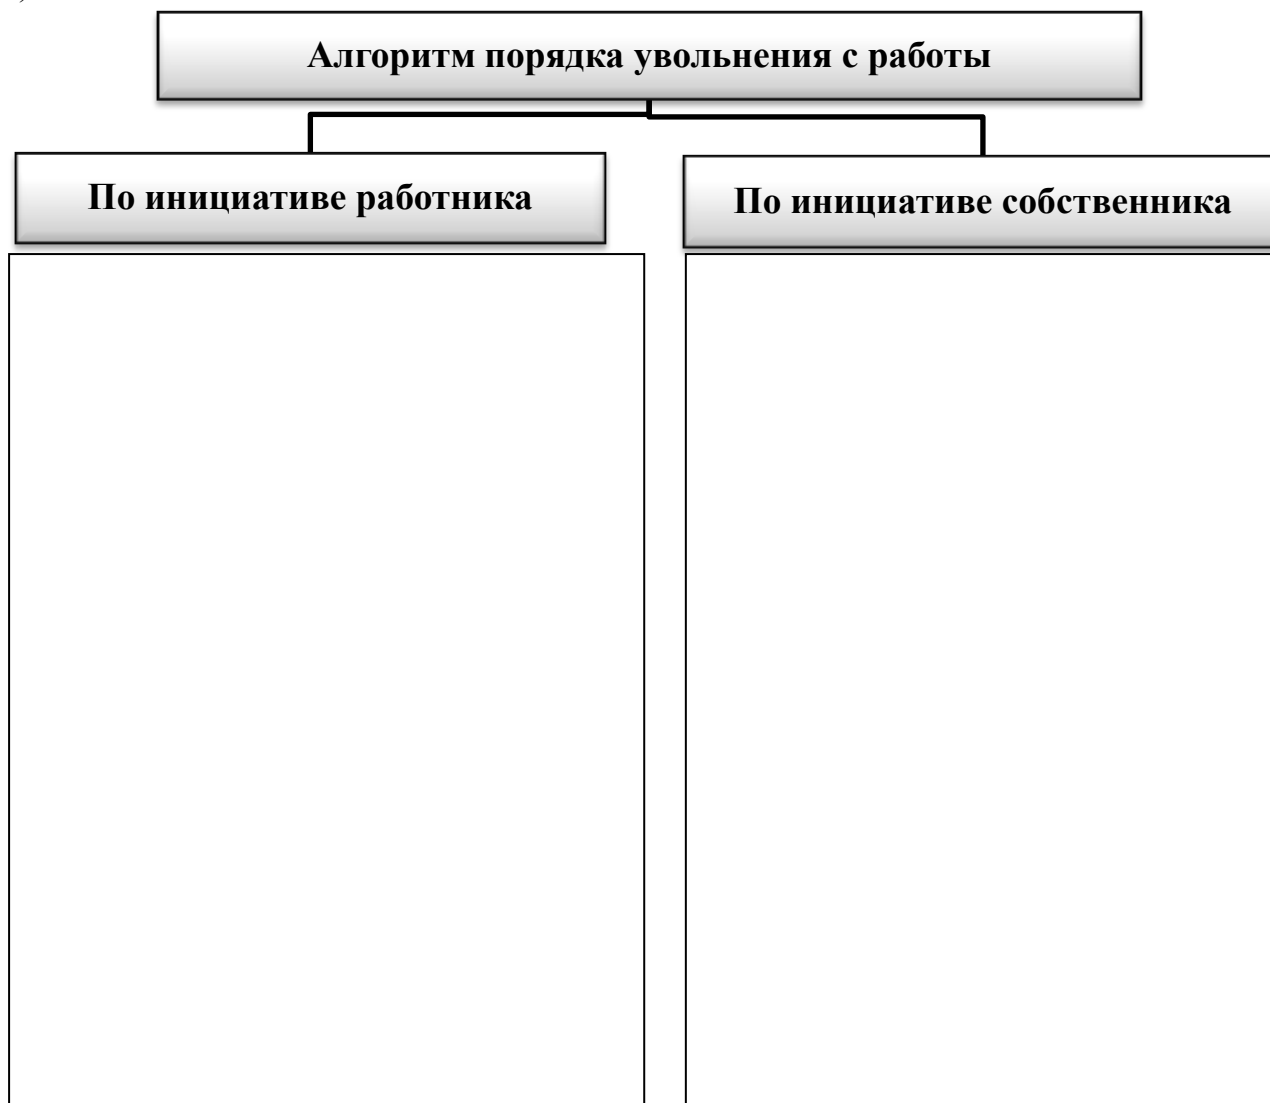 Алгоритм порядка увольнения с работы
По инициативе работника
По инициативе собственника